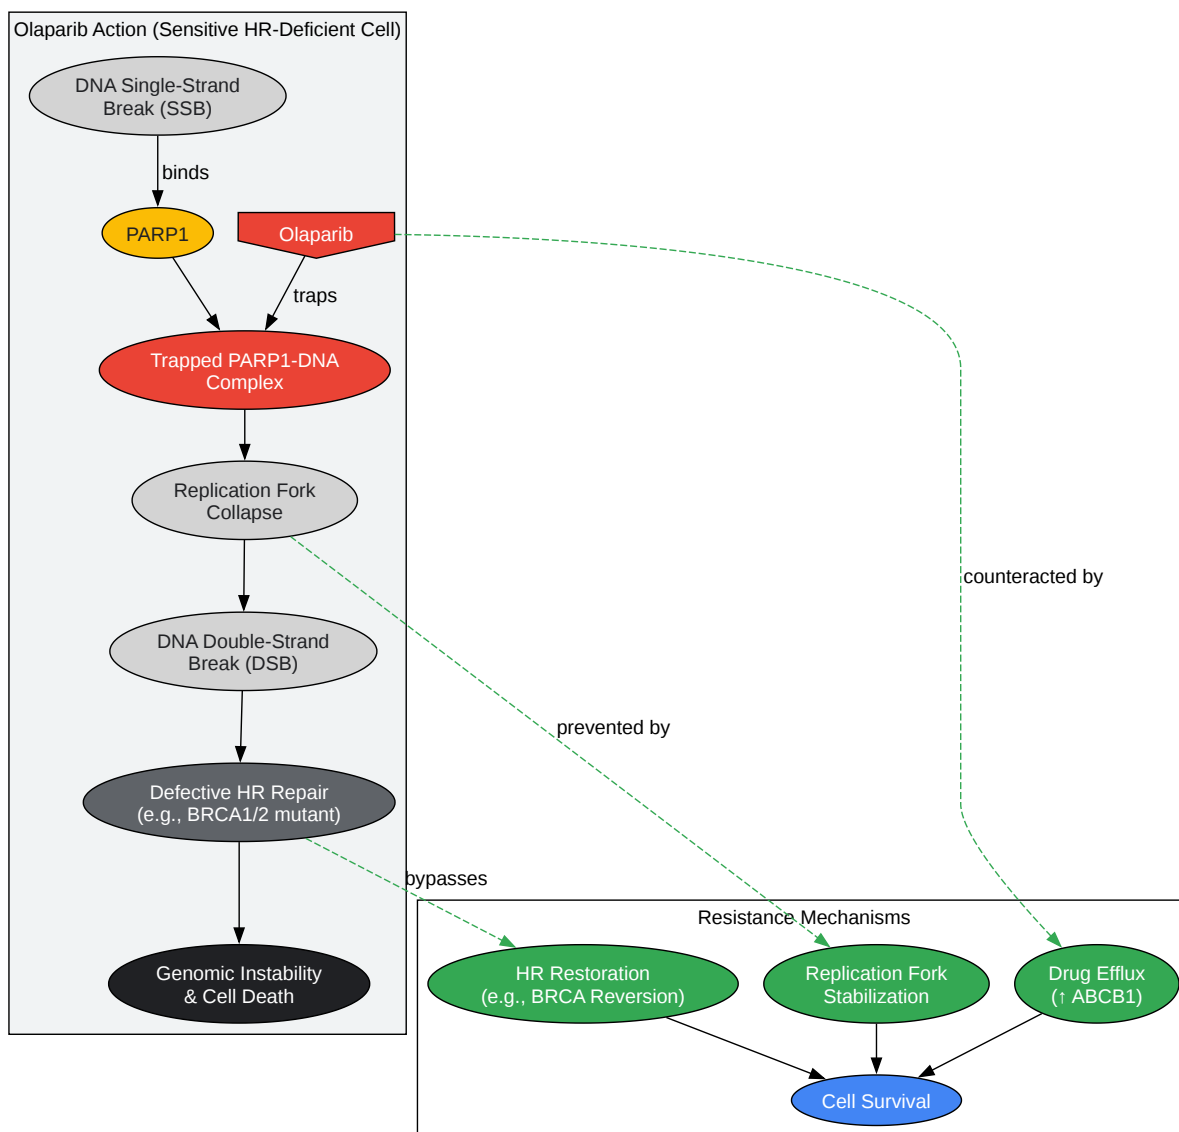 Olaparib Action (Sensitive HR-Deficient Cell)
DNA Single-Strand
Break (SSB)
binds
PARP1
Olaparib
traps
Trapped PARP1-DNA
Complex
Replication Fork
Collapse
counteracted by
DNA Double-Strand
Break (DSB)
prevented by
Defective HR Repair
(e.g., BRCA1/2 mutant)
bypasses
Resistance Mechanisms
Genomic Instability
& Cell Death
HR Restoration
(e.g., BRCA Reversion)
Replication Fork
Stabilization
Drug Efflux
(↑ ABCB1)
Cell Survival